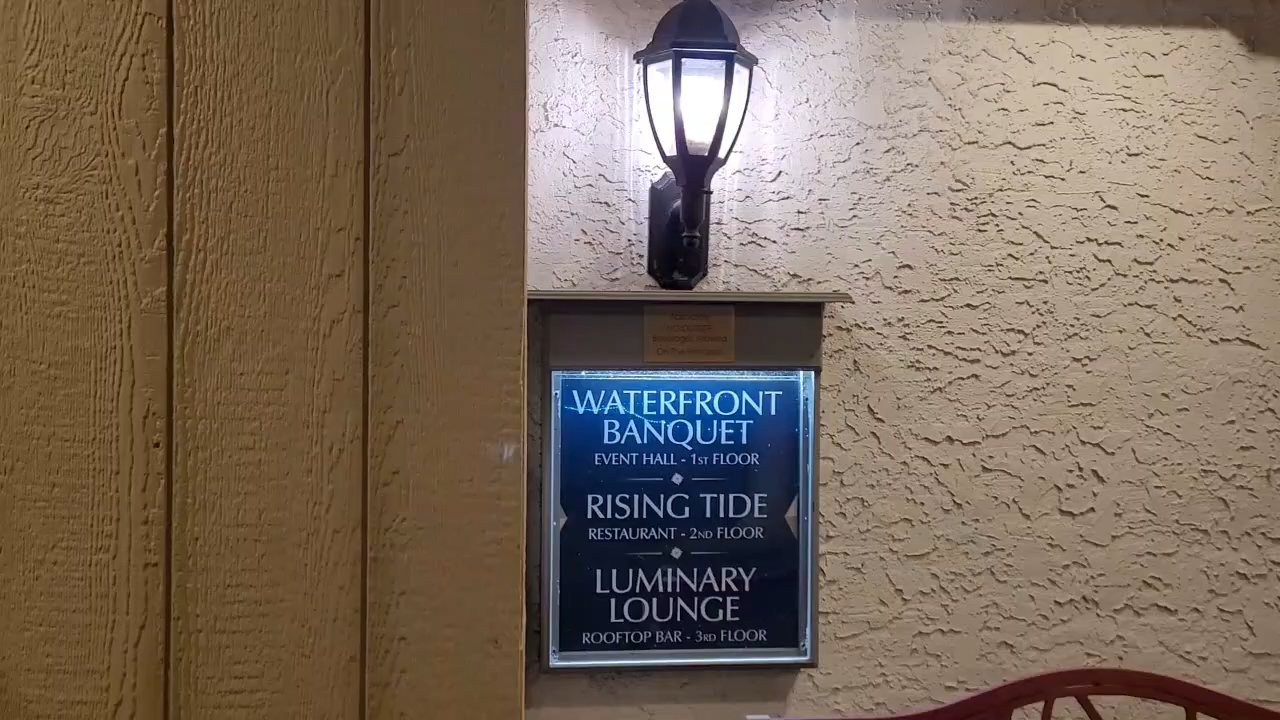 WATERFRONT
BANQUET
EVENT HALL - 1ST FLOOR
RISING TIDE
RESTAURANT - 2ND FLOOR
LUMINARY
LOUNGE
ROOFTOP BAR - 3RD FLOOR